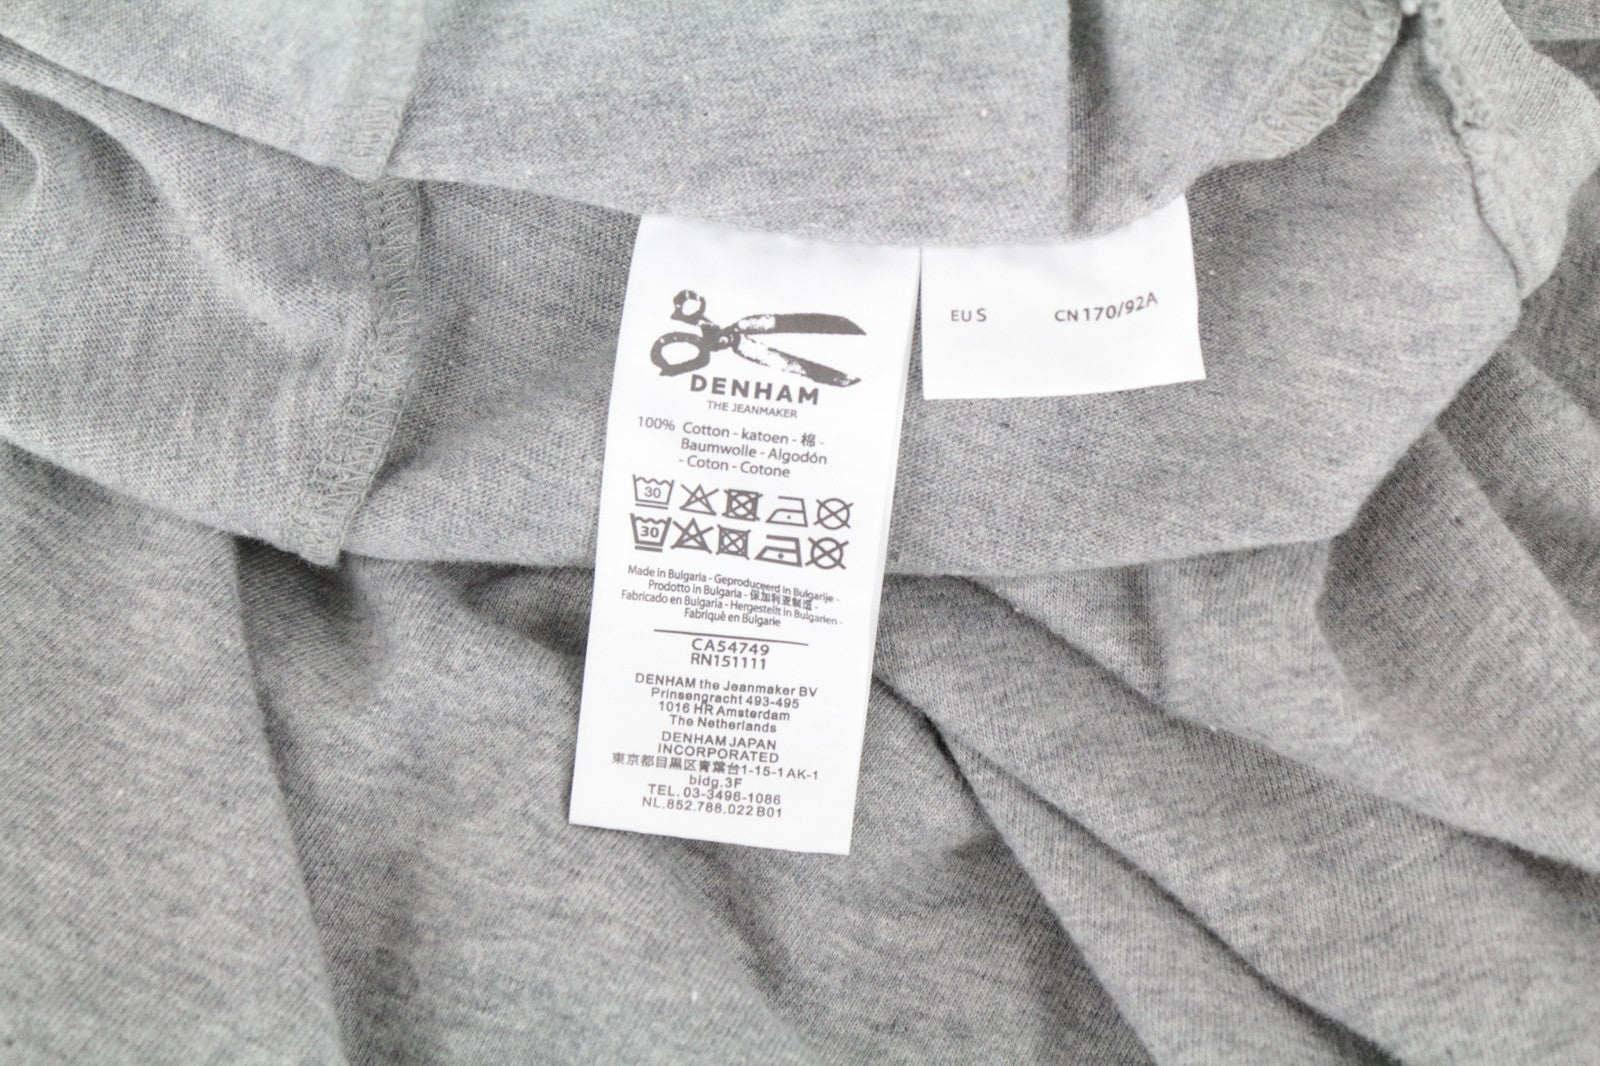 DENHAM
THE JEANMAKER
100% Cotton - katoen - 棉 -
Baumwolle - Algodón
- Coton - Cotone
30
30
Made in Bulgaria - Geproduceerd in Bulgarije -
Prodotto in Bulgaria - 保加利亚制造 -
Fabricado en Bulgaria - Hergestellt in Bulgarien -
Fabriqué en Bulgarie
CA54749
RN151111
DENHAM the Jeanmaker BV
Prinsengracht 493-495
1016 HR Amsterdam
The Netherlands
DENHAM JAPAN
INCORPORATED
東京都目黒区青葉台1-15-1 AK-1
bldg.3F
TEL. 03-3496-1086
NL.852.788.022 B01
EU S CN 170/92A